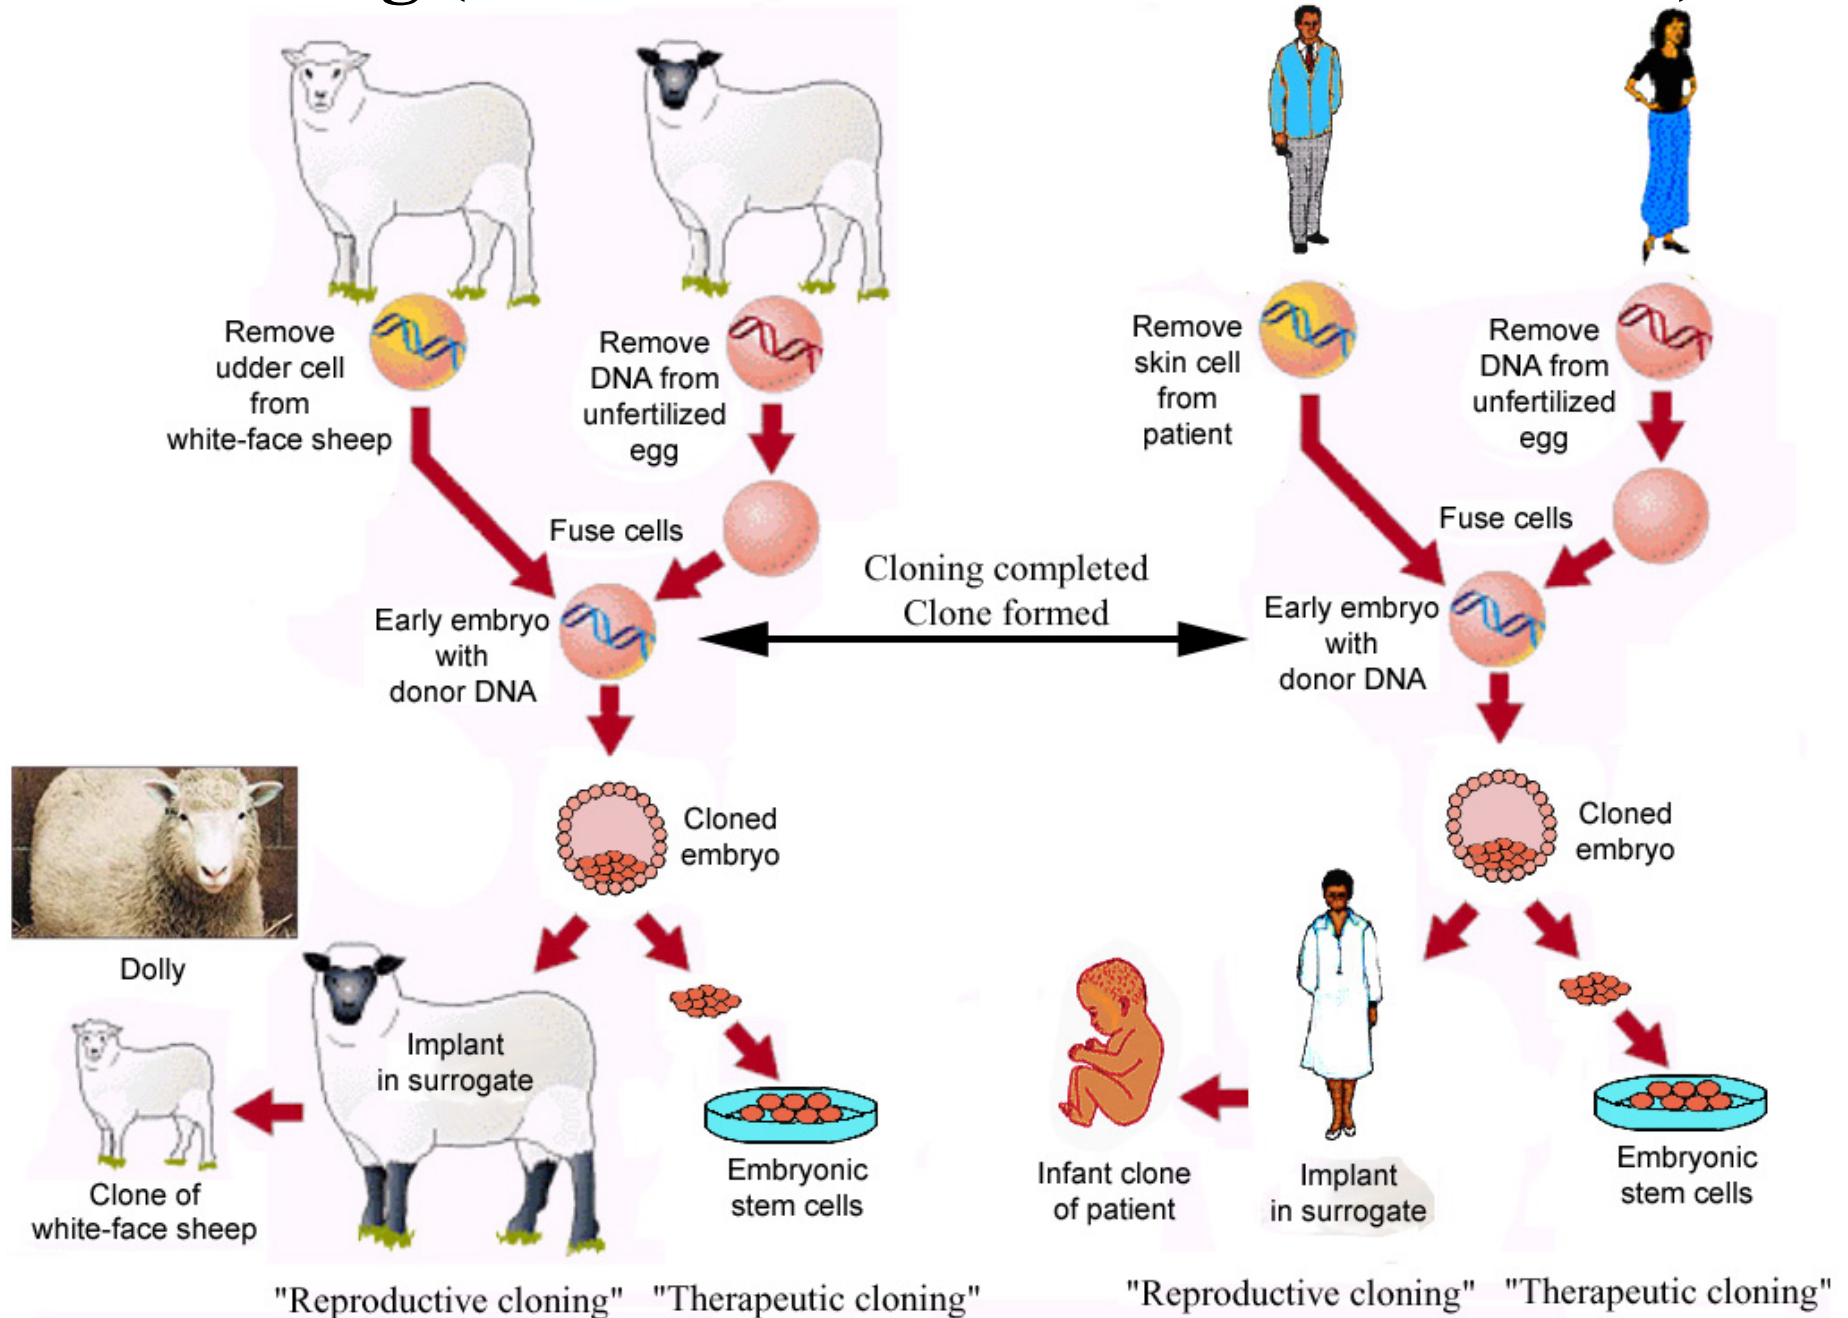 Remove
udder cell
from
white-face sheep
Remove
DNA from
unfertilized
egg
Fuse cells
Early embryo
with
donor DNA
Cloning completed
Clone formed
Remove
skin cell
from
patient
Remove
DNA from
unfertilized
egg
Fuse cells
Early embryo
with
donor DNA
Cloned
embryo
Dolly
Implant
in surrogate
Clone of
white-face sheep
Embryonic
stem cells
Cloned
embryo
Infant clone
of patient
Implant
in surrogate
Embryonic
stem cells
"Reproductive cloning"
"Therapeutic cloning"
"Reproductive cloning"
"Therapeutic cloning"